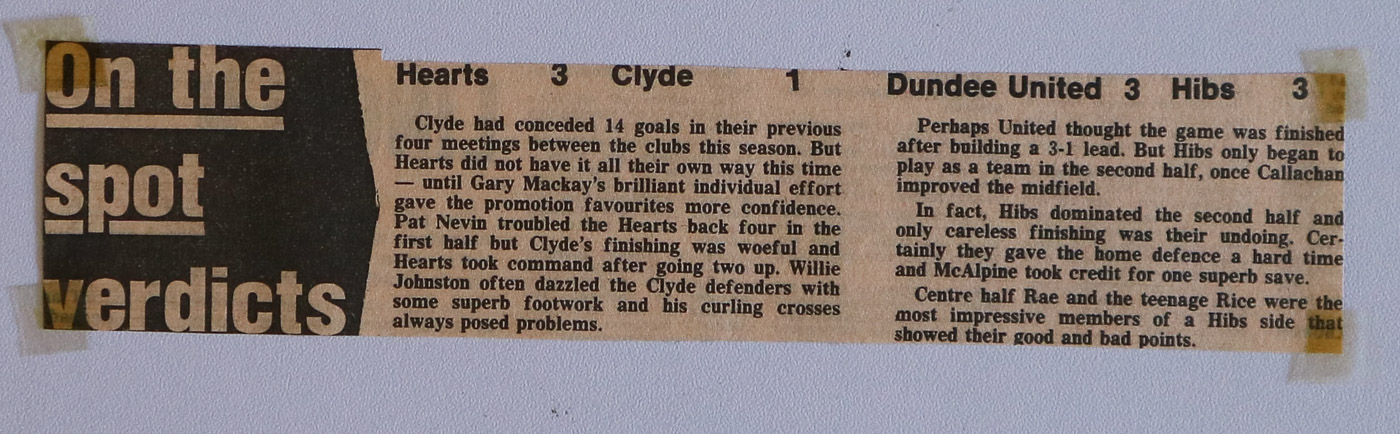 On the
spot
verdicts
Hearts 3 Clyde 1
Clyde had conceded 14 goals in their previous
four meetings between the clubs this season. But
Hearts did not have it all their own way this time
— until Gary Mackay's brilliant individual effort
gave the promotion favourites more confidence.
Pat Nevin troubled the Hearts back four in the
first half but Clyde's finishing was woeful and
Hearts took command after going two up. Willie
Johnston often dazzled the Clyde defenders with
some superb footwork and his curling crosses
always posed problems.
Dundee United 3 Hibs 3
Perhaps United thought the game was finished
after building a 3-1 lead. But Hibs only began to
play as a team in the second half, once Callachan
improved the midfield.
In fact, Hibs dominated the second half and
only careless finishing was their undoing. Cer-
tainly they gave the home defence a hard time
and McAlpine took credit for one superb save.
Centre half Rae and the teenage Rice were the
most impressive members of a Hibs side that
showed their good and bad points.